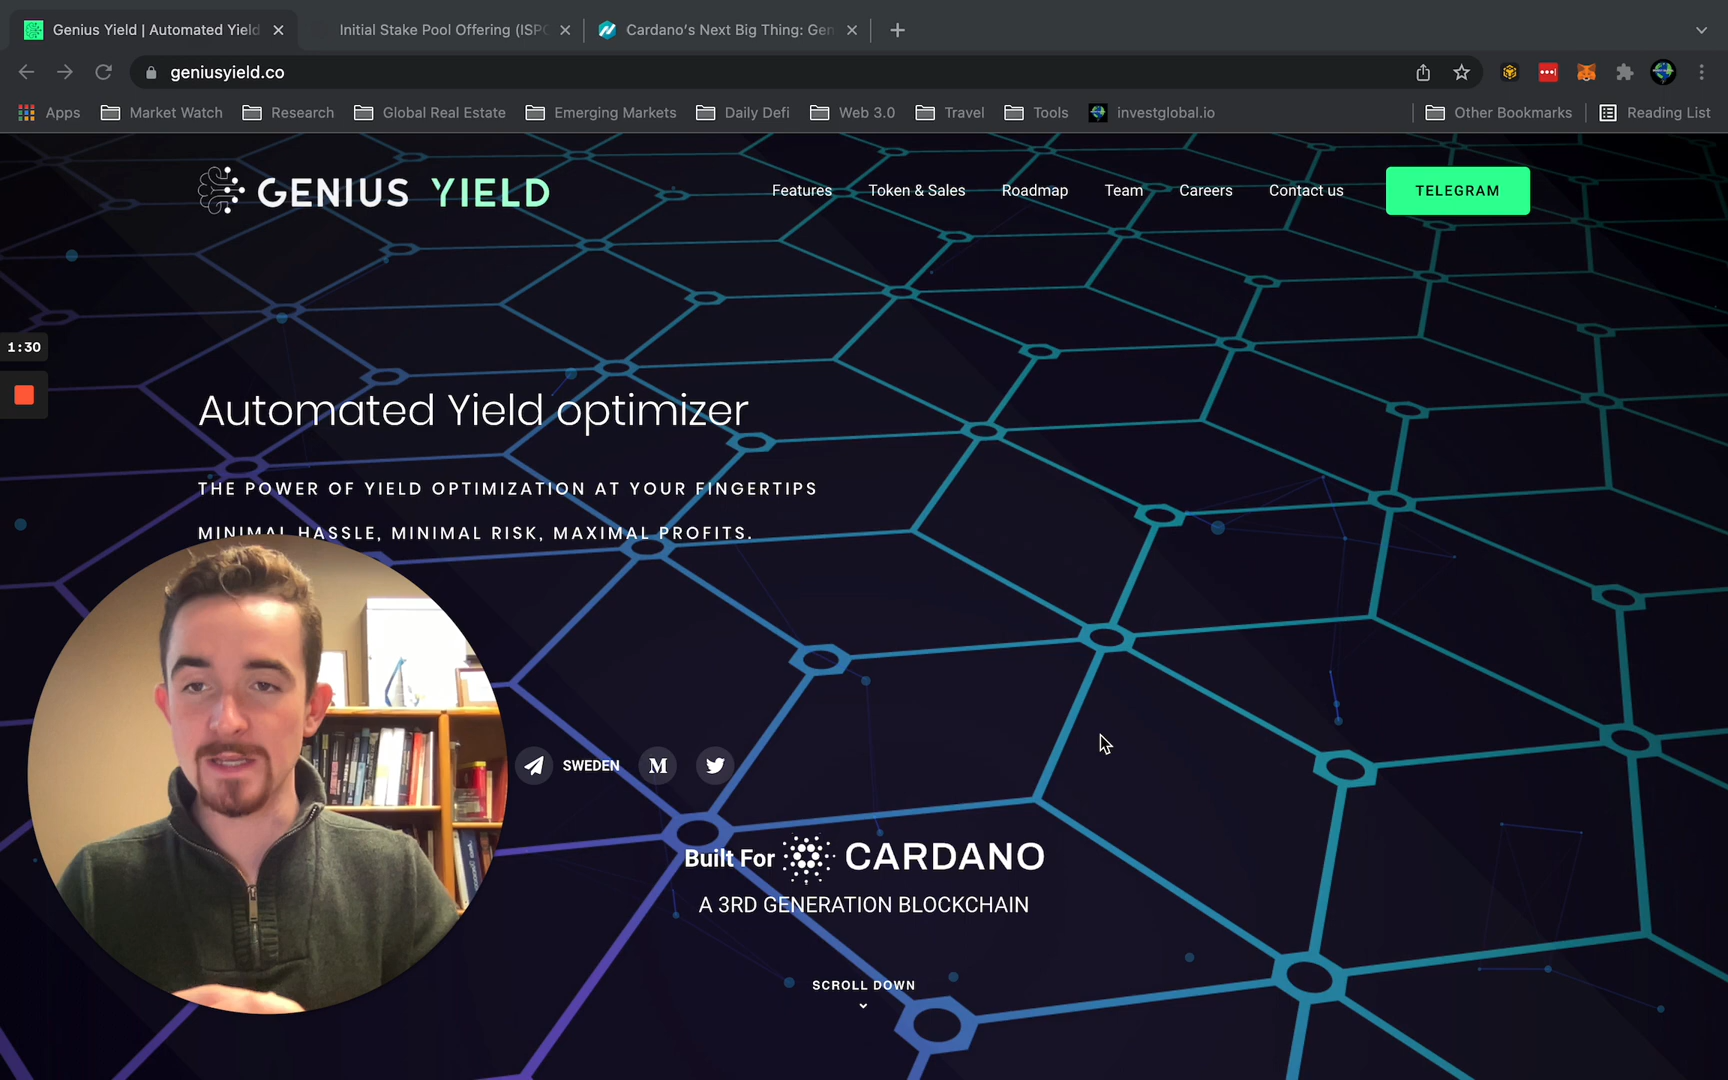 Genius Yield | Automated Yield
Initial Stake Pool Offering (ISPO
Cardano's Next Big Thing: Gen
geniusyield.co
Apps
Market Watch
Research
Global Real Estate
Emerging Markets
Daily Defi
Web 3.0
Travel
Tools
investglobal.io
Other Bookmarks
Reading List
GENIUS YIELD
Features
Token & Sales
Roadmap
Team
Careers
Contact us
TELEGRAM
1:30
Automated Yield optimizer
THE POWER OF YIELD OPTIMIZATION AT YOUR FINGERTIPS
MINIMAL HASSLE, MINIMAL RISK, MAXIMAL PROFITS.
SWEDEN
M
Built For CARDANO
A 3RD GENERATION BLOCKCHAIN
SCROLL DOWN